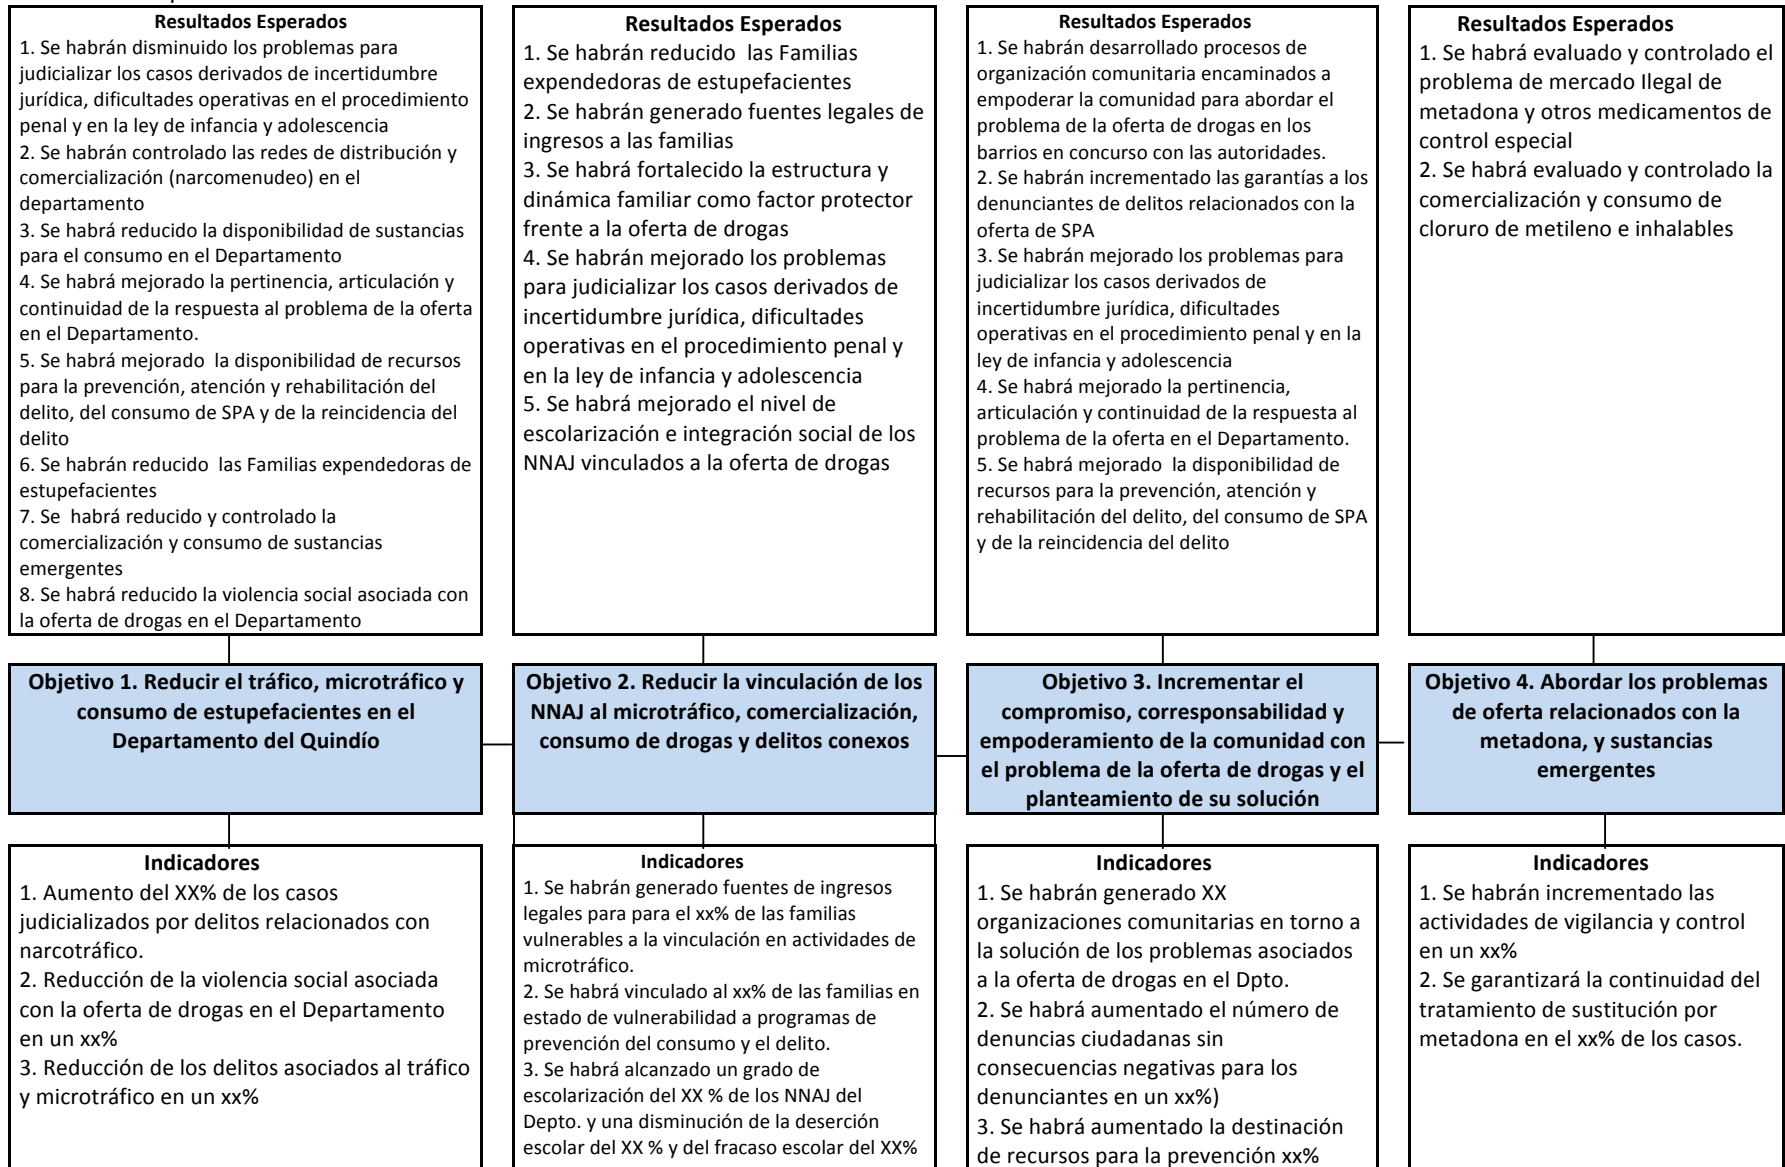 Resultados Esperados
1. Se habrán disminuido los problemas para
judicializar los casos derivados de incertidumbre
jurídica, dificultades operativas en el procedimiento
penal y en la ley de infancia y adolescencia
2. Se habrán controlado las redes de distribución y
comercialización (narcomenudeo) en el
departamento
3. Se habrá reducido la disponibilidad de sustancias
para el consumo en el Departamento
4. Se habrá mejorado la pertinencia, articulación y
continuidad de la respuesta al problema de la oferta
en el Departamento.
5. Se habrá mejorado  la disponibilidad de recursos
para la prevención, atención y rehabilitación del
delito, del consumo de SPA y de la reincidencia del
delito
6. Se habrán reducido  las Familias expendedoras de
estupefacientes
7. Se  habrá reducido y controlado la
comercialización y consumo de sustancias
emergentes
8. Se habrá reducido la violencia social asociada con
la oferta de drogas en el Departamento
Resultados Esperados
1. Se habrán reducido  las Familias
expendedoras de estupefacientes
2. Se habrán generado fuentes legales de
ingresos a las familias
3. Se habrá fortalecido la estructura y
dinámica familiar como factor protector
frente a la oferta de drogas
4. Se habrán mejorado los problemas
para judicializar los casos derivados de
incertidumbre jurídica, dificultades
operativas en el procedimiento penal y
en la ley de infancia y adolescencia
5. Se habrá mejorado el nivel de
escolarización e integración social de los
NNAJ vinculados a la oferta de drogas
Resultados Esperados
1. Se habrán desarrollado procesos de
organización comunitaria encaminados a
empoderar la comunidad para abordar el
problema de la oferta de drogas en los
barrios en concurso con las autoridades.
2. Se habrán incrementado las garantías a los
denunciantes de delitos relacionados con la
oferta de SPA
3. Se habrán mejorado los problemas para
judicializar los casos derivados de
incertidumbre jurídica, dificultades
operativas en el procedimiento penal y en la
ley de infancia y adolescencia
4. Se habrá mejorado la pertinencia,
articulación y continuidad de la respuesta al
problema de la oferta en el Departamento.
5. Se habrá mejorado  la disponibilidad de
recursos para la prevención, atención y
rehabilitación del delito, del consumo de SPA
y de la reincidencia del delito
Resultados Esperados
1. Se habrá evaluado y controlado el
problema de mercado Ilegal de
metadona y otros medicamentos de
control especial
2. Se habrá evaluado y controlado la
comercialización y consumo de
cloruro de metileno e inhalables
Objetivo 1. Reducir el tráfico, microtráfico y
consumo de estupefacientes en el
Departamento del Quindío
Objetivo 2. Reducir la vinculación de los
NNAJ al microtráfico, comercialización,
consumo de drogas y delitos conexos
Objetivo 3. Incrementar el
compromiso, corresponsabilidad y
empoderamiento de la comunidad con
el problema de la oferta de drogas y el
planteamiento de su solución
Objetivo 4. Abordar los problemas
de oferta relacionados con la
metadona, y sustancias
emergentes
Indicadores
1. Aumento del XX% de los casos
judicializados por delitos relacionados con
narcotráfico.
2. Reducción de la violencia social asociada
con la oferta de drogas en el Departamento
en un xx%
3. Reducción de los delitos asociados al tráfico
y microtráfico en un xx%
Indicadores
1. Se habrán generado fuentes de ingresos
legales para para el xx% de las familias
vulnerables a la vinculación en actividades de
microtráfico.
2. Se habrá vinculado al xx% de las familias en
estado de vulnerabilidad a programas de
prevención del consumo y el delito.
3. Se habrá alcanzado un grado de
escolarización del XX % de los NNAJ del
Depto. y una disminución de la deserción
escolar del XX % y del fracaso escolar del XX%
Indicadores
1. Se habrán generado XX
organizaciones comunitarias en torno a
la solución de los problemas asociados
a la oferta de drogas en el Dpto.
2. Se habrá aumentado el número de
denuncias ciudadanas sin
consecuencias negativas para los
denunciantes en un xx%)
3. Se habrá aumentado la destinación
de recursos para la prevención xx%
Indicadores
1. Se habrán incrementado las
actividades de vigilancia y control
en un xx%
2. Se garantizará la continuidad del
tratamiento de sustitución por
metadona en el xx% de los casos.